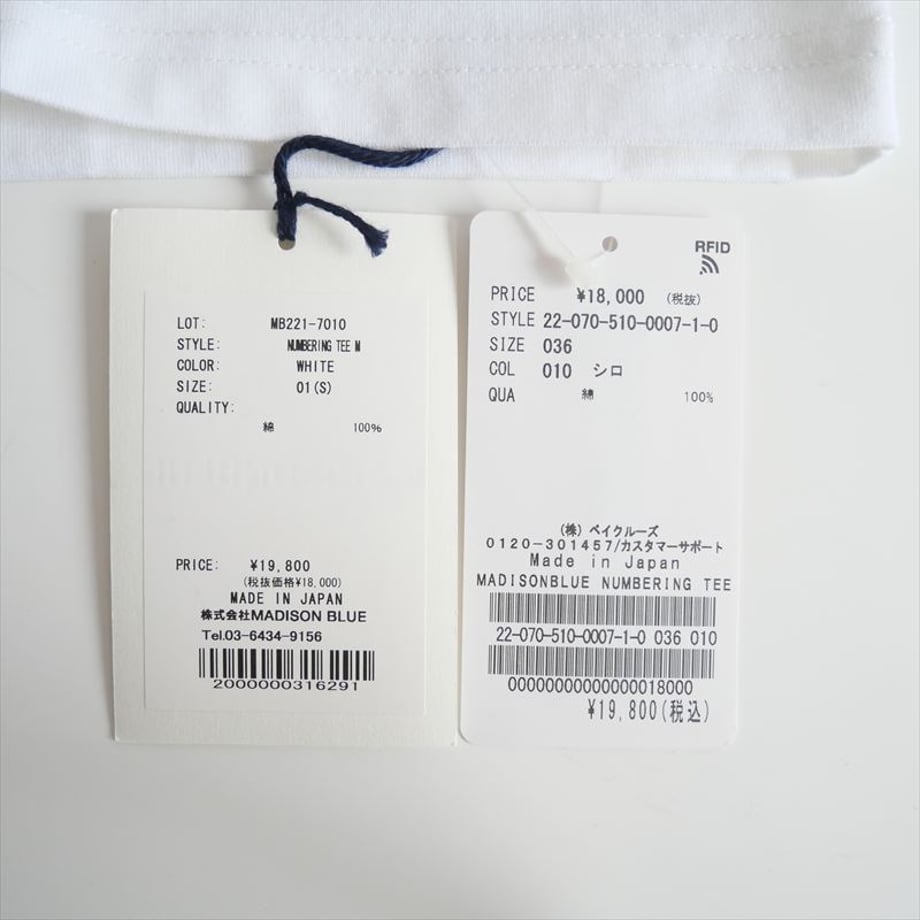 LOT: MB221-7010
STYLE: NUMBERING TEE M
COLOR: WHITE
SIZE: 01(S)
QUALITY:
綿 100%
PRICE: ¥19,800
(税抜価格¥18,000)
MADE IN JAPAN
株式会社MADISON BLUE
Tel.03-6434-9156
2000000316291
RFID
PRICE ¥18,000 (税抜)
STYLE 22-070-510-0007-1-0
SIZE 036
COL 010 シロ
QUA 綿 100%
(株) ベイクルーズ
0120-301457/カスタマーサポート
Made in Japan
MADISONBLUE NUMBERING TEE
22-070-510-0007-1-0 036 010
00000000000000018000
¥19,800(税込)